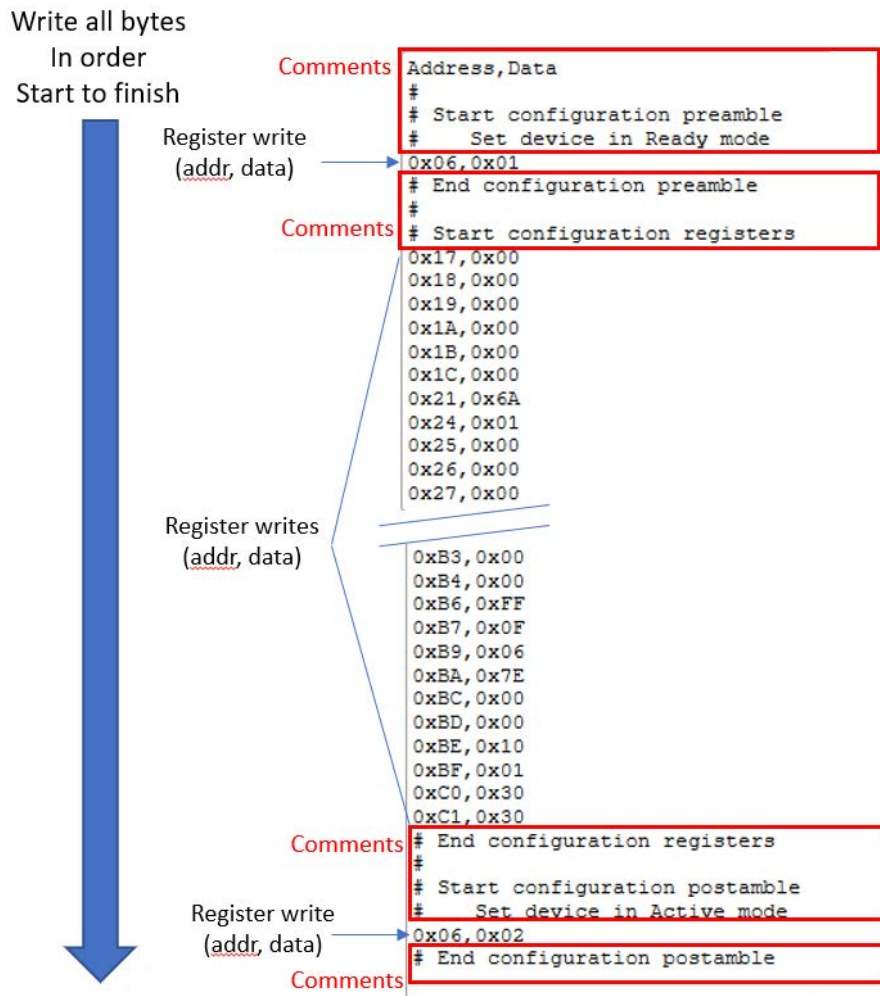 Write all bytes
In order
Start to finish
Comments
Address,Data
#
# Start configuration preamble
#    Set device in Ready mode
Register write
(addr, data)
0x06,0x01
# End configuration preamble
#
Comments
# Start configuration registers
0x17,0x00
0x18,0x00
0x19,0x00
0x1A,0x00
0x1B,0x00
0x1C,0x00
0x21,0x6A
0x24,0x01
0x25,0x00
0x26,0x00
0x27,0x00
Register writes
(addr, data)
0xB3,0x00
0xB4,0x00
0xB6,0xFF
0xB7,0x0F
0xB9,0x06
0xBA,0x7E
0xBC,0x00
0xBD,0x00
0xBE,0x10
0xBF,0x01
0xC0,0x30
0xC1,0x30
Comments
# End configuration registers
#
# Start configuration postamble
#    Set device in Active mode
Register write
(addr, data)
0x06,0x02
# End configuration postamble
Comments